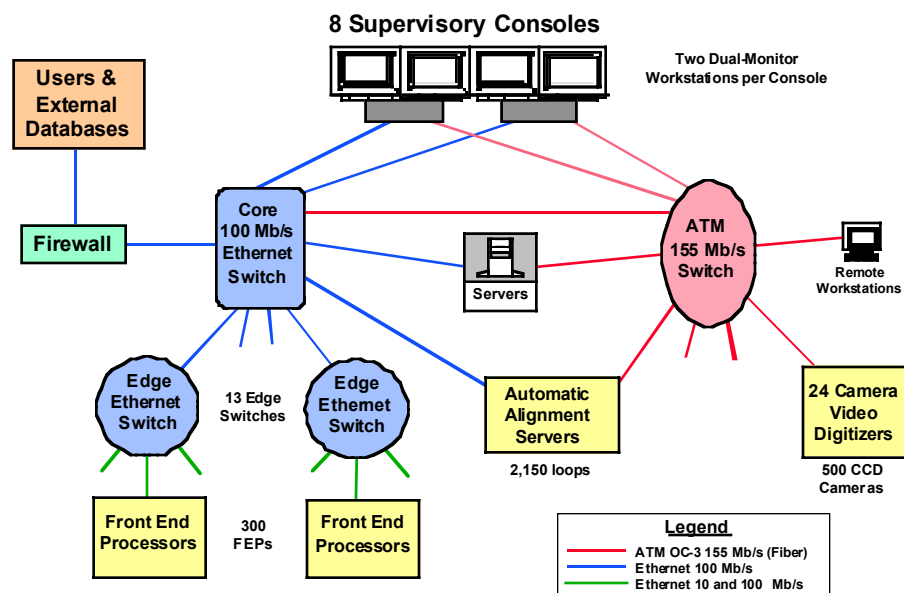 8 Supervisory Consoles
Two Dual-Monitor
Workstations per Console
Users &
External
Databases
Firewall
Core
100 Mb/s
Ethernet
Switch
ATM
155 Mb/s
Switch
Servers
Remote
Workstations
Edge
Ethernet
Switch
13 Edge
Switches
Edge
Ethernet
Switch
Automatic
Alignment
Servers
2,150 loops
24 Camera
Video
Digitizers
500 CCD
Cameras
Front End
Processors
300
FEPs
Front End
Processors
Legend
ATM OC-3 155 Mb/s (Fiber)
Ethernet 100 Mb/s
Ethernet 10 and 100 Mb/s